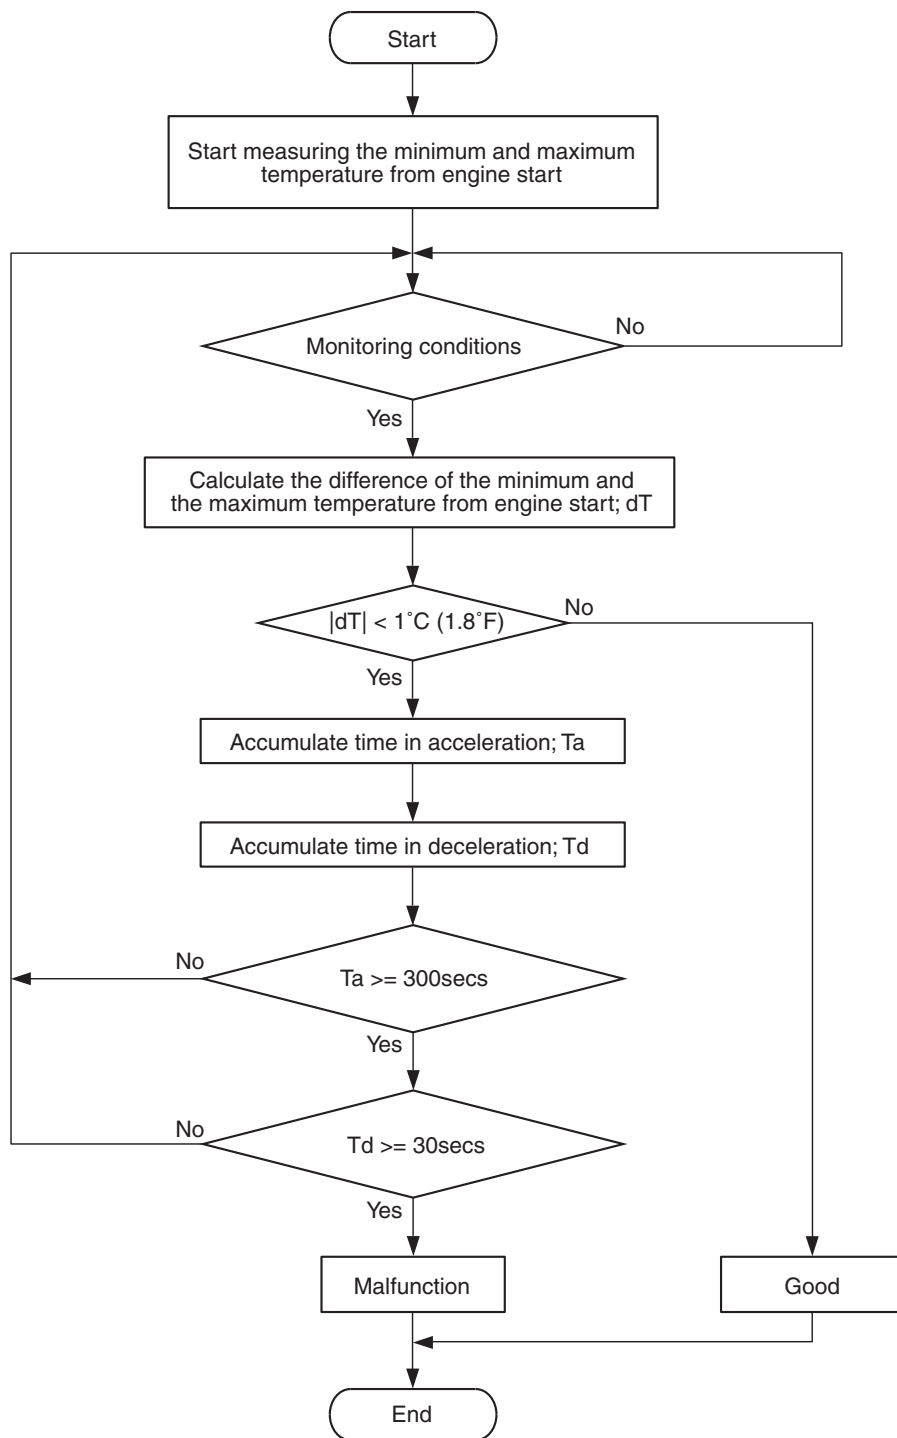 Start
Start measuring the minimum and maximum
temperature from engine start
Monitoring conditions
No
Yes
Calculate the difference of the minimum and
the maximum temperature from engine start; dT
|dT| < 1˚C (1.8˚F)
No
Yes
Accumulate time in acceleration; Ta
Accumulate time in deceleration; Td
No
Ta >= 300secs
Yes
No
Td >= 30secs
Yes
Malfunction
Good
End